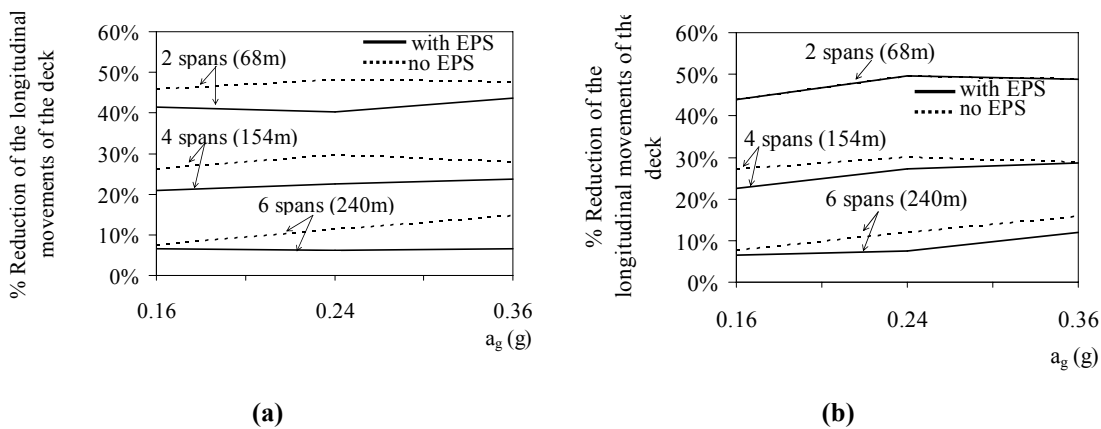 % Reduction of the longitudinal
movements of the deck
60%
50%
40%
30%
20%
10%
0%
with EPS
no EPS
2 spans (68m)
4 spans (154m)
6 spans (240m)
0.16
0.24
0.36
a_g (g)
(a)
% Reduction of the
longitudinal movements of the
deck
60%
50%
40%
30%
20%
10%
0%
2 spans (68m)
with EPS
no EPS
4 spans (154m)
6 spans (240m)
0.16
0.24
0.36
a_g (g)
(b)